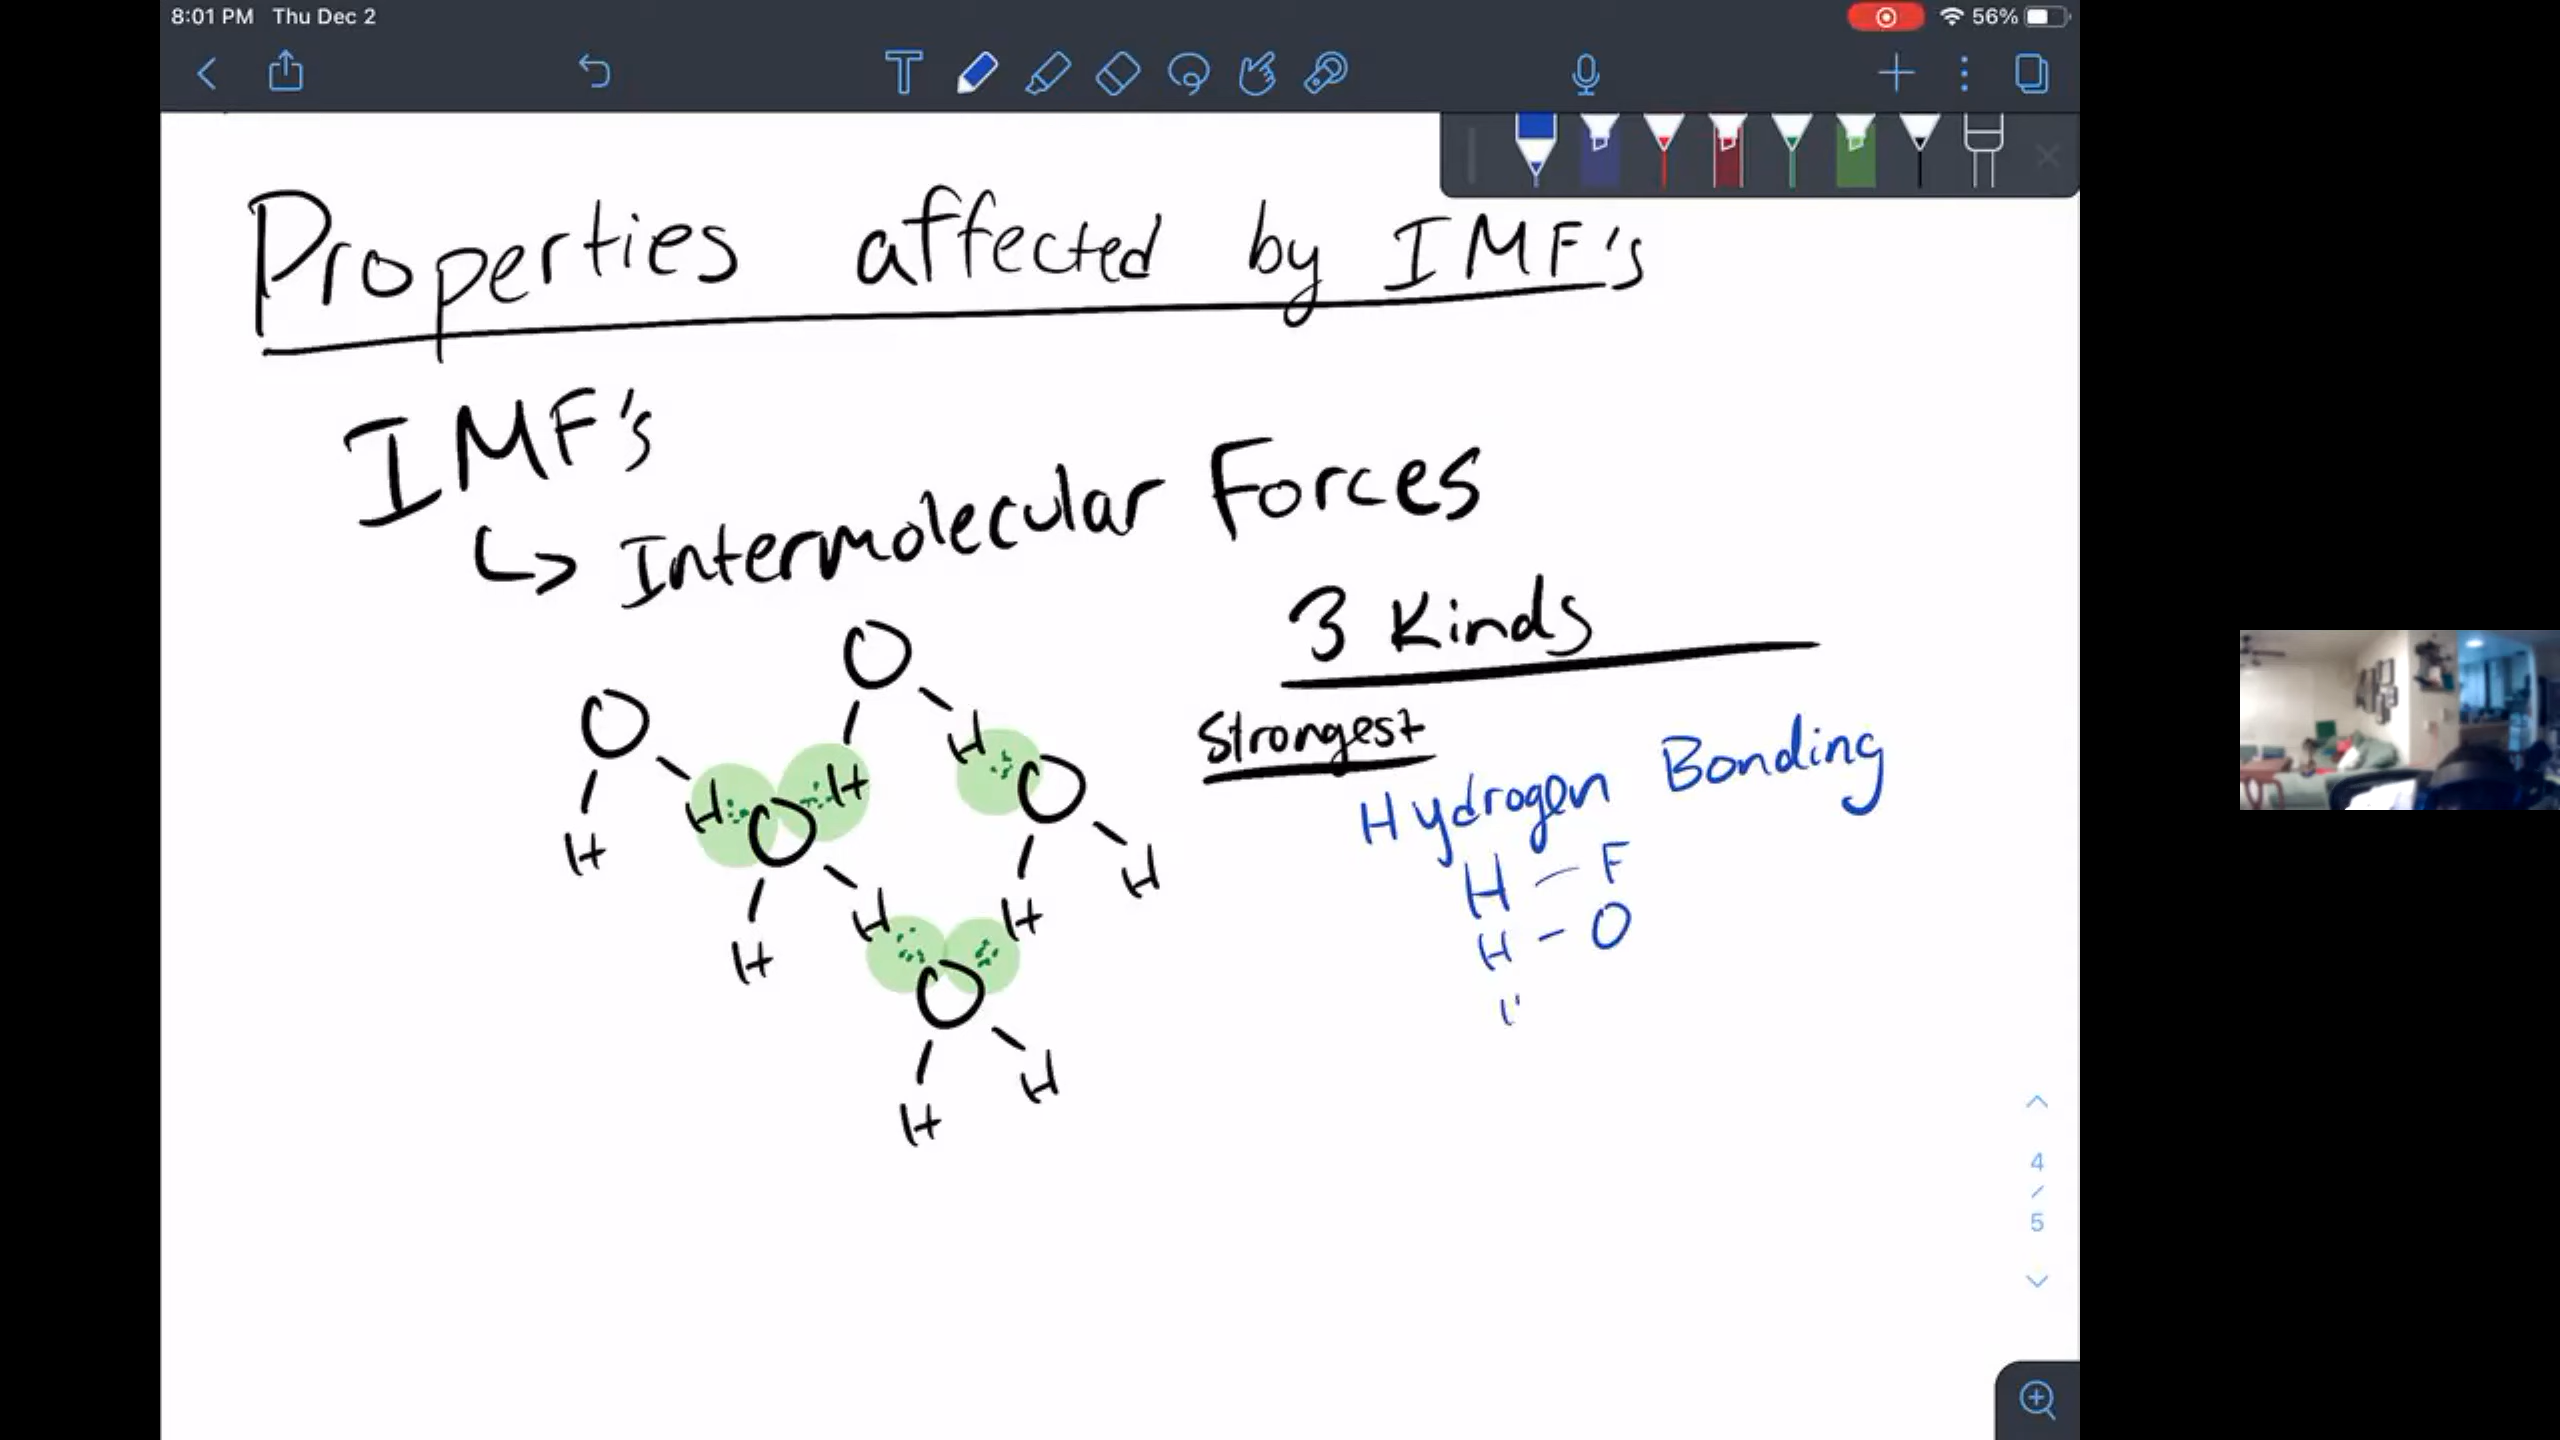 8:01 PM Thu Dec 2
56%
Properties affected by IMF's
IMF's
↳ Intermolecular Forces
3 Kinds
Strongest
Hydrogen Bonding
H - F
H - O
O
O
H
H
H
O
H
O
H
H
H
H
H
O
H
H
4
/
5